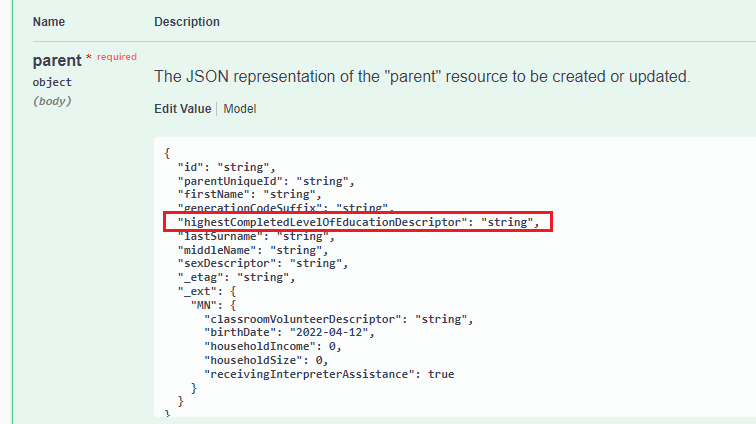 Name Description
parent * required
object
(body)
The JSON representation of the "parent" resource to be created or updated.
Edit Value Model
{
"id": "string",
"parentUniqueId": "string",
"firstName": "string",
"generationCodeSuffix": "string",
"highestCompletedLevelOfEducationDescriptor": "string",
"lastSurname": "string",
"middleName": "string",
"sexDescriptor": "string",
"_etag": "string",
"_ext": {
"MN": {
"classroomVolunteerDescriptor": "string",
"birthDate": "2022-04-12",
"householdIncome": 0,
"householdSize": 0,
"receivingInterpreterAssistance": true
}
}
}